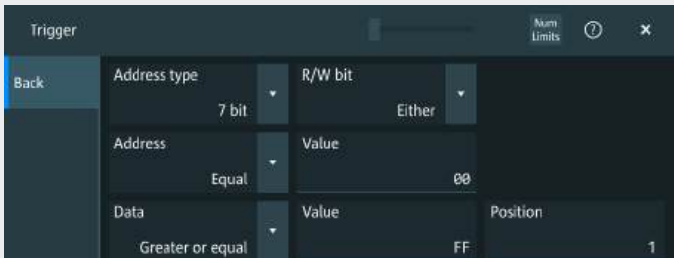 Trigger
Num
Limits
Back
Address type
7 bit
R/W bit
Either
Address
Equal
Value
00
Data
Greater or equal
Value
FF
Position
1